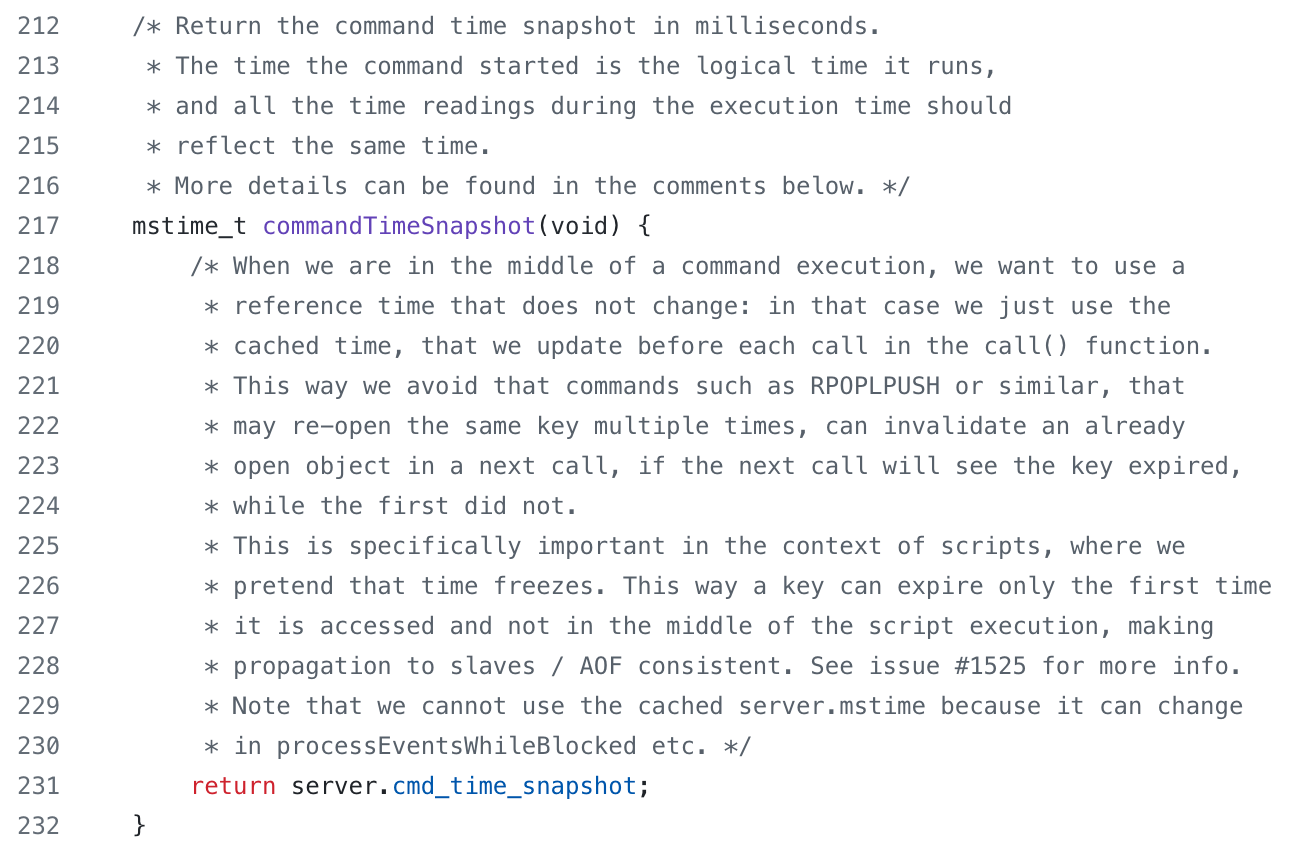 212 /* Return the command time snapshot in milliseconds.
213 * The time the command started is the logical time it runs,
214 * and all the time readings during the execution time should
215 * reflect the same time.
216 * More details can be found in the comments below. */
217 mstime_t commandTimeSnapshot(void) {
218 /* When we are in the middle of a command execution, we want to use a
219 * reference time that does not change: in that case we just use the
220 * cached time, that we update before each call in the call() function.
221 * This way we avoid that commands such as RPOPLPUSH or similar, that
222 * may re-open the same key multiple times, can invalidate an already
223 * open object in a next call, if the next call will see the key expired,
224 * while the first did not.
225 * This is specifically important in the context of scripts, where we
226 * pretend that time freezes. This way a key can expire only the first time
227 * it is accessed and not in the middle of the script execution, making
228 * propagation to slaves / AOF consistent. See issue #1525 for more info.
229 * Note that we cannot use the cached server.mstime because it can change
230 * in processEventsWhileBlocked etc. */
231 return server.cmd_time_snapshot;
232 }